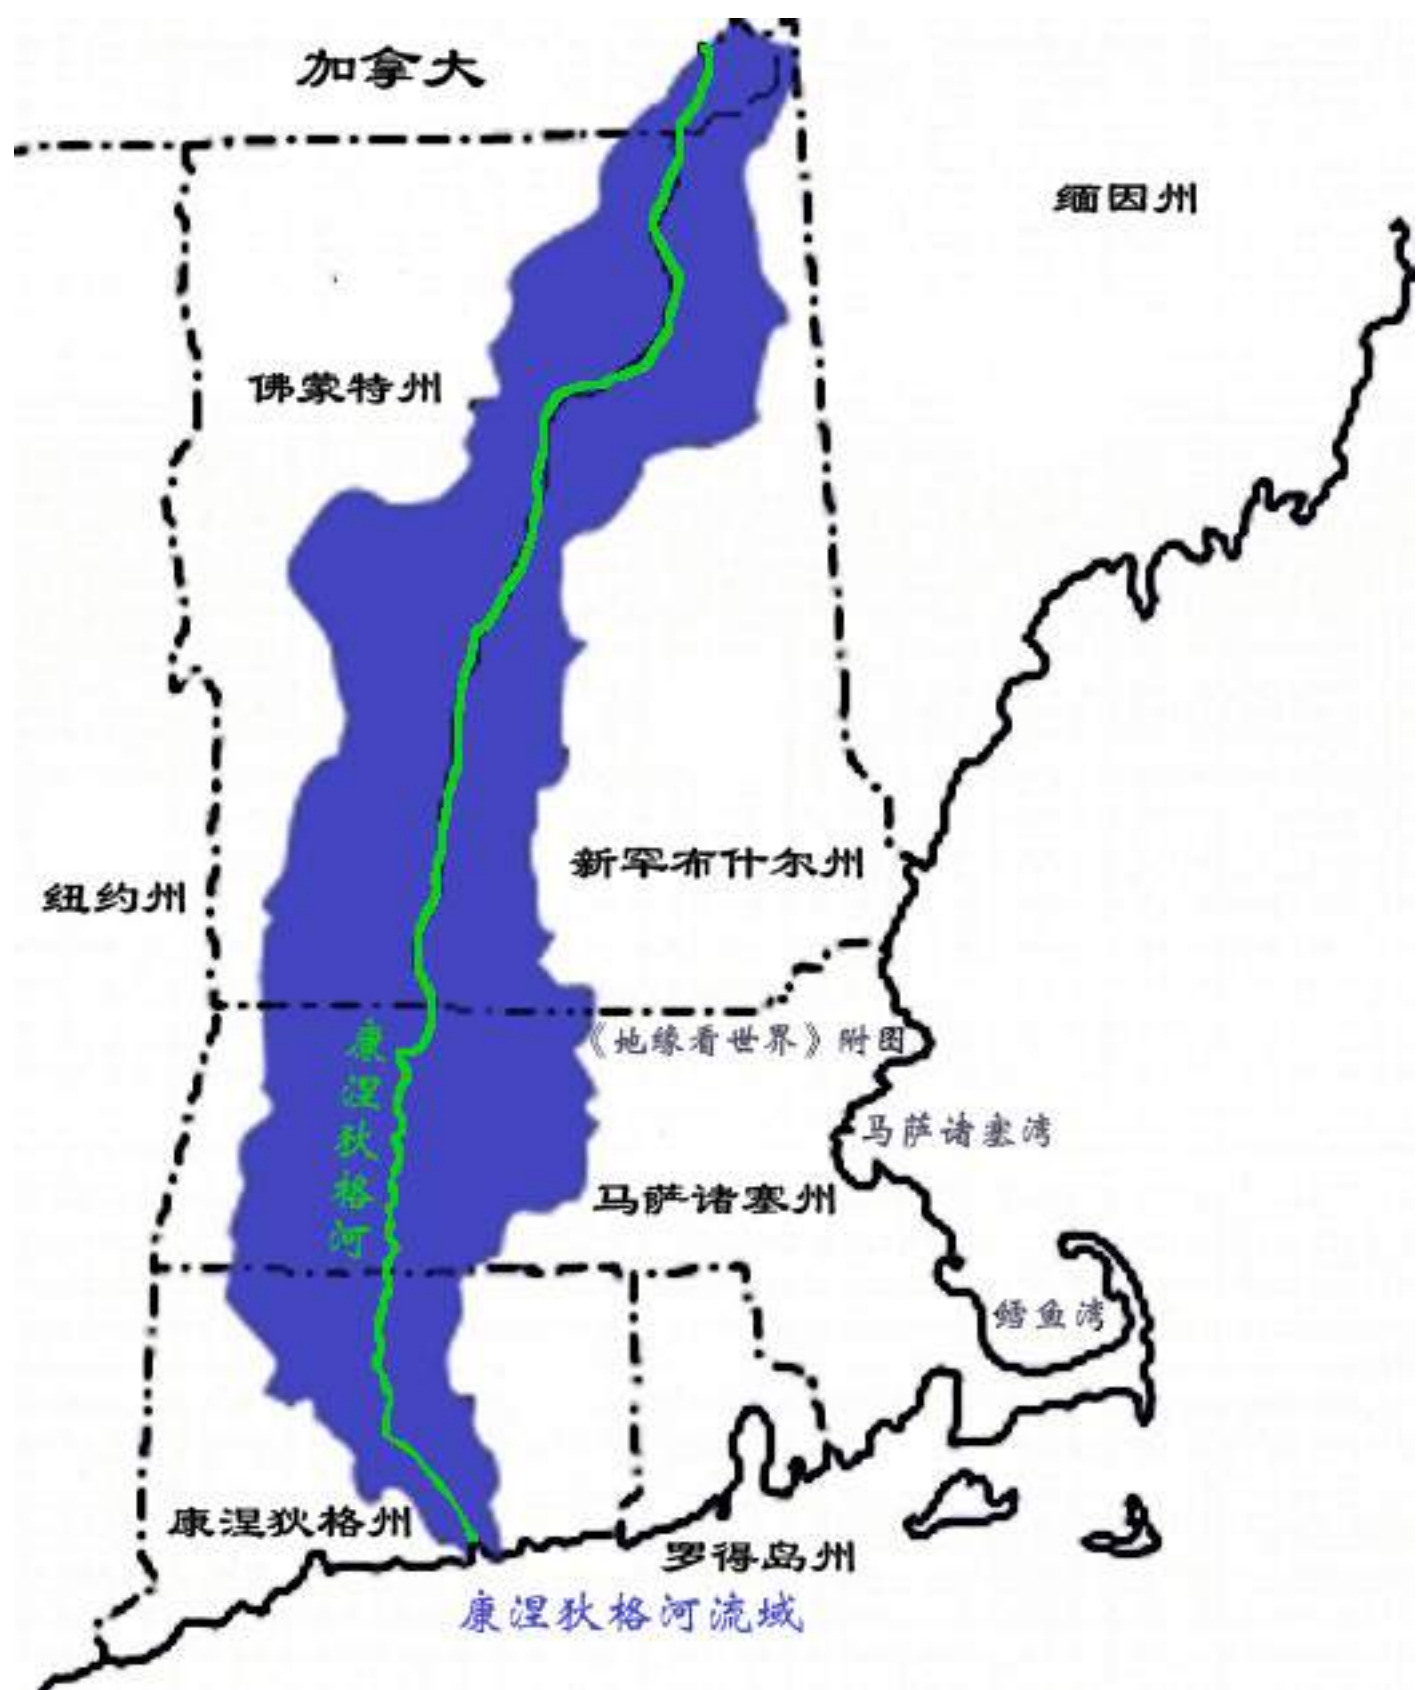 加拿大
缅因州
佛蒙特州
新罕布什尔州
纽约州
康涅狄格河
《地缘看世界》附图
马萨诸塞湾
马萨诸塞州
鳕鱼湾
康涅狄格州
罗得岛州
康涅狄格河流域